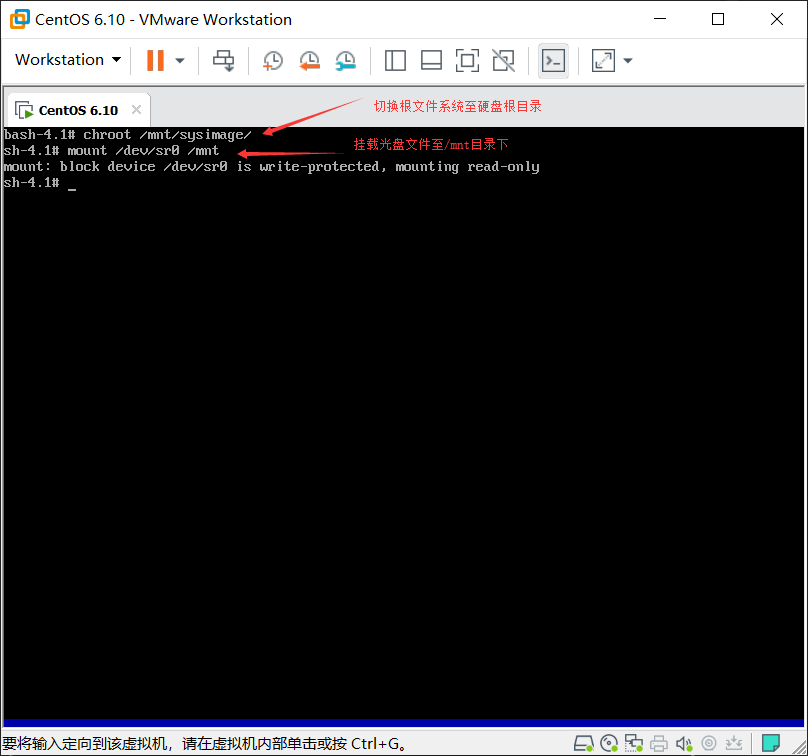 CentOS 6.10 - VMware Workstation
Workstation
CentOS 6.10
切换根文件系统至硬盘根目录
bash-4.1# chroot /mnt/sysimage/
挂载光盘文件至/mnt目录下
sh-4.1# mount /dev/sr0 /mnt
mount: block device /dev/sr0 is write-protected, mounting read-only
sh-4.1# _
要将输入定向到该虚拟机，请在虚拟机内部单击或按 Ctrl+G。